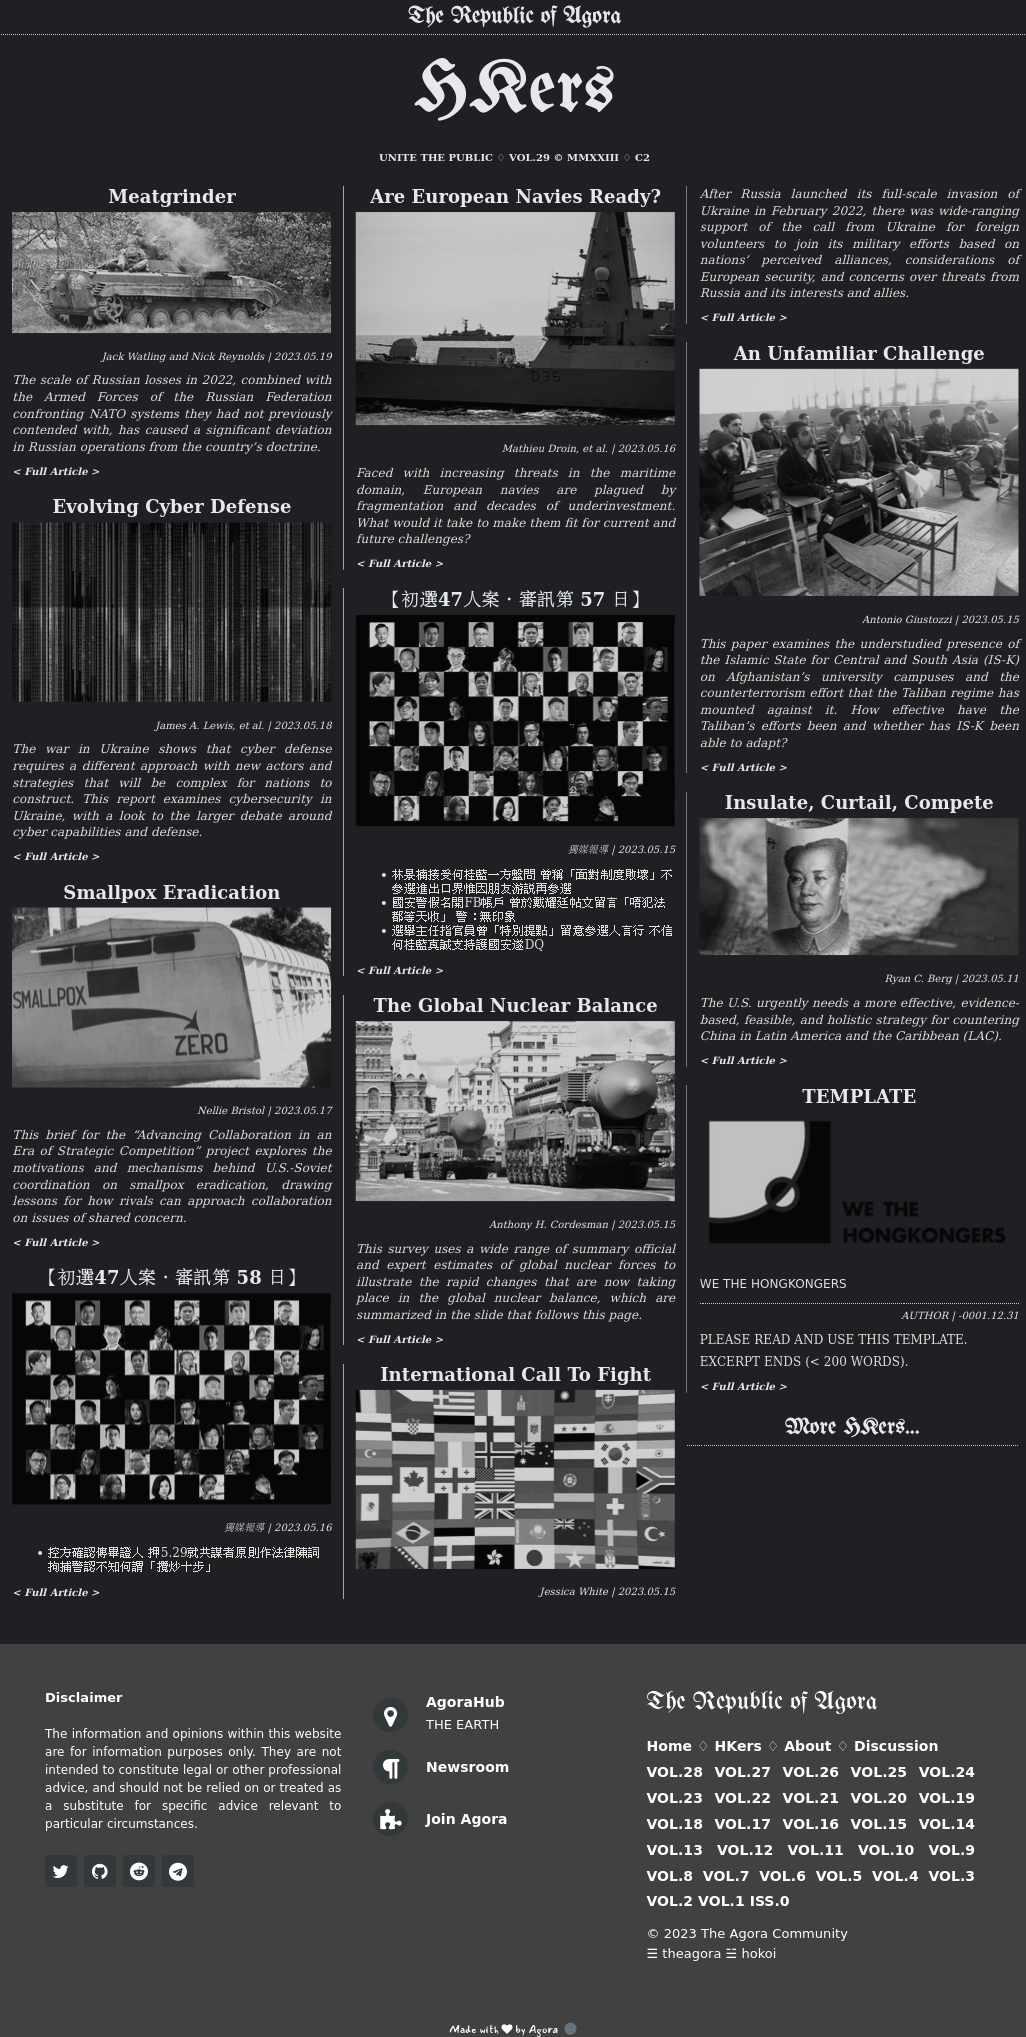 The Republic of Agora
HKers
UNITE THE PUBLIC ♢ VOL.29 © MMXXIII ♢ C2
Meatgrinder
Jack Watling and Nick Reynolds | 2023.05.19
The scale of Russian losses in 2022, combined with
the Armed Forces of the Russian Federation
confronting NATO systems they had not previously
contended with, has caused a significant deviation
in Russian operations from the country’s doctrine.
< Full Article >
Evolving Cyber Defense
James A. Lewis, et al. | 2023.05.18
The war in Ukraine shows that cyber defense
requires a different approach with new actors and
strategies that will be complex for nations to
construct. This report examines cybersecurity in
Ukraine, with a look to the larger debate around
cyber capabilities and defense.
< Full Article >
Smallpox Eradication
SMALLPOX
ZERO
Nellie Bristol | 2023.05.17
This brief for the “Advancing Collaboration in an
Era of Strategic Competition” project explores the
motivations and mechanisms behind U.S.-Soviet
coordination on smallpox eradication, drawing
lessons for how rivals can approach collaboration
on issues of shared concern.
< Full Article >
【初選47人案・審訊第 58 日】
獨媒報導 | 2023.05.16
• 控方確認傳畢證人 押5.29就共謀者原則作法律陳詞
拘捕警認不知何謂「攬炒十步」
< Full Article >
Are European Navies Ready?
D36
Mathieu Droin, et al. | 2023.05.16
Faced with increasing threats in the maritime
domain, European navies are plagued by
fragmentation and decades of underinvestment.
What would it take to make them fit for current and
future challenges?
< Full Article >
【初選47人案・審訊第 57 日】
獨媒報導 | 2023.05.15
• 林景楠接受何桂藍一方盤問 曾稱「面對制度敗壞」不
參選進出口界惟因朋友游說再參選
• 國安警假名開FB帳戶 曾於戴耀廷帖文留言「唔犯法
都等天收」 警：無印象
• 選舉主任指官員曾「特別提點」留意參選人言行 不信
何桂藍真誠支持護國安遂DQ
< Full Article >
The Global Nuclear Balance
Anthony H. Cordesman | 2023.05.15
This survey uses a wide range of summary official
and expert estimates of global nuclear forces to
illustrate the rapid changes that are now taking
place in the global nuclear balance, which are
summarized in the slide that follows this page.
< Full Article >
International Call To Fight
Jessica White | 2023.05.15
After Russia launched its full-scale invasion of
Ukraine in February 2022, there was wide-ranging
support of the call from Ukraine for foreign
volunteers to join its military efforts based on
nations’ perceived alliances, considerations of
European security, and concerns over threats from
Russia and its interests and allies.
< Full Article >
An Unfamiliar Challenge
Antonio Giustozzi | 2023.05.15
This paper examines the understudied presence of
the Islamic State for Central and South Asia (IS-K)
on Afghanistan’s university campuses and the
counterterrorism effort that the Taliban regime has
mounted against it. How effective have the
Taliban’s efforts been and whether has IS-K been
able to adapt?
< Full Article >
Insulate, Curtail, Compete
Ryan C. Berg | 2023.05.11
The U.S. urgently needs a more effective, evidence-
based, feasible, and holistic strategy for countering
China in Latin America and the Caribbean (LAC).
< Full Article >
TEMPLATE
WE THE
HONGKONGERS
WE THE HONGKONGERS
AUTHOR | -0001.12.31
PLEASE READ AND USE THIS TEMPLATE.
EXCERPT ENDS (< 200 WORDS).
< Full Article >
More HKers...
Disclaimer
The information and opinions within this website
are for information purposes only. They are not
intended to constitute legal or other professional
advice, and should not be relied on or treated as
a substitute for specific advice relevant to
particular circumstances.
AgoraHub
THE EARTH
Newsroom
Join Agora
The Republic of Agora
Home ♢ HKers ♢ About ♢ Discussion
VOL.28 VOL.27 VOL.26 VOL.25 VOL.24
VOL.23 VOL.22 VOL.21 VOL.20 VOL.19
VOL.18 VOL.17 VOL.16 VOL.15 VOL.14
VOL.13 VOL.12 VOL.11 VOL.10 VOL.9
VOL.8 VOL.7 VOL.6 VOL.5 VOL.4 VOL.3
VOL.2 VOL.1 ISS.0
© 2023 The Agora Community
☰ theagora ☱ hokoi
Made with ♥ by Agora